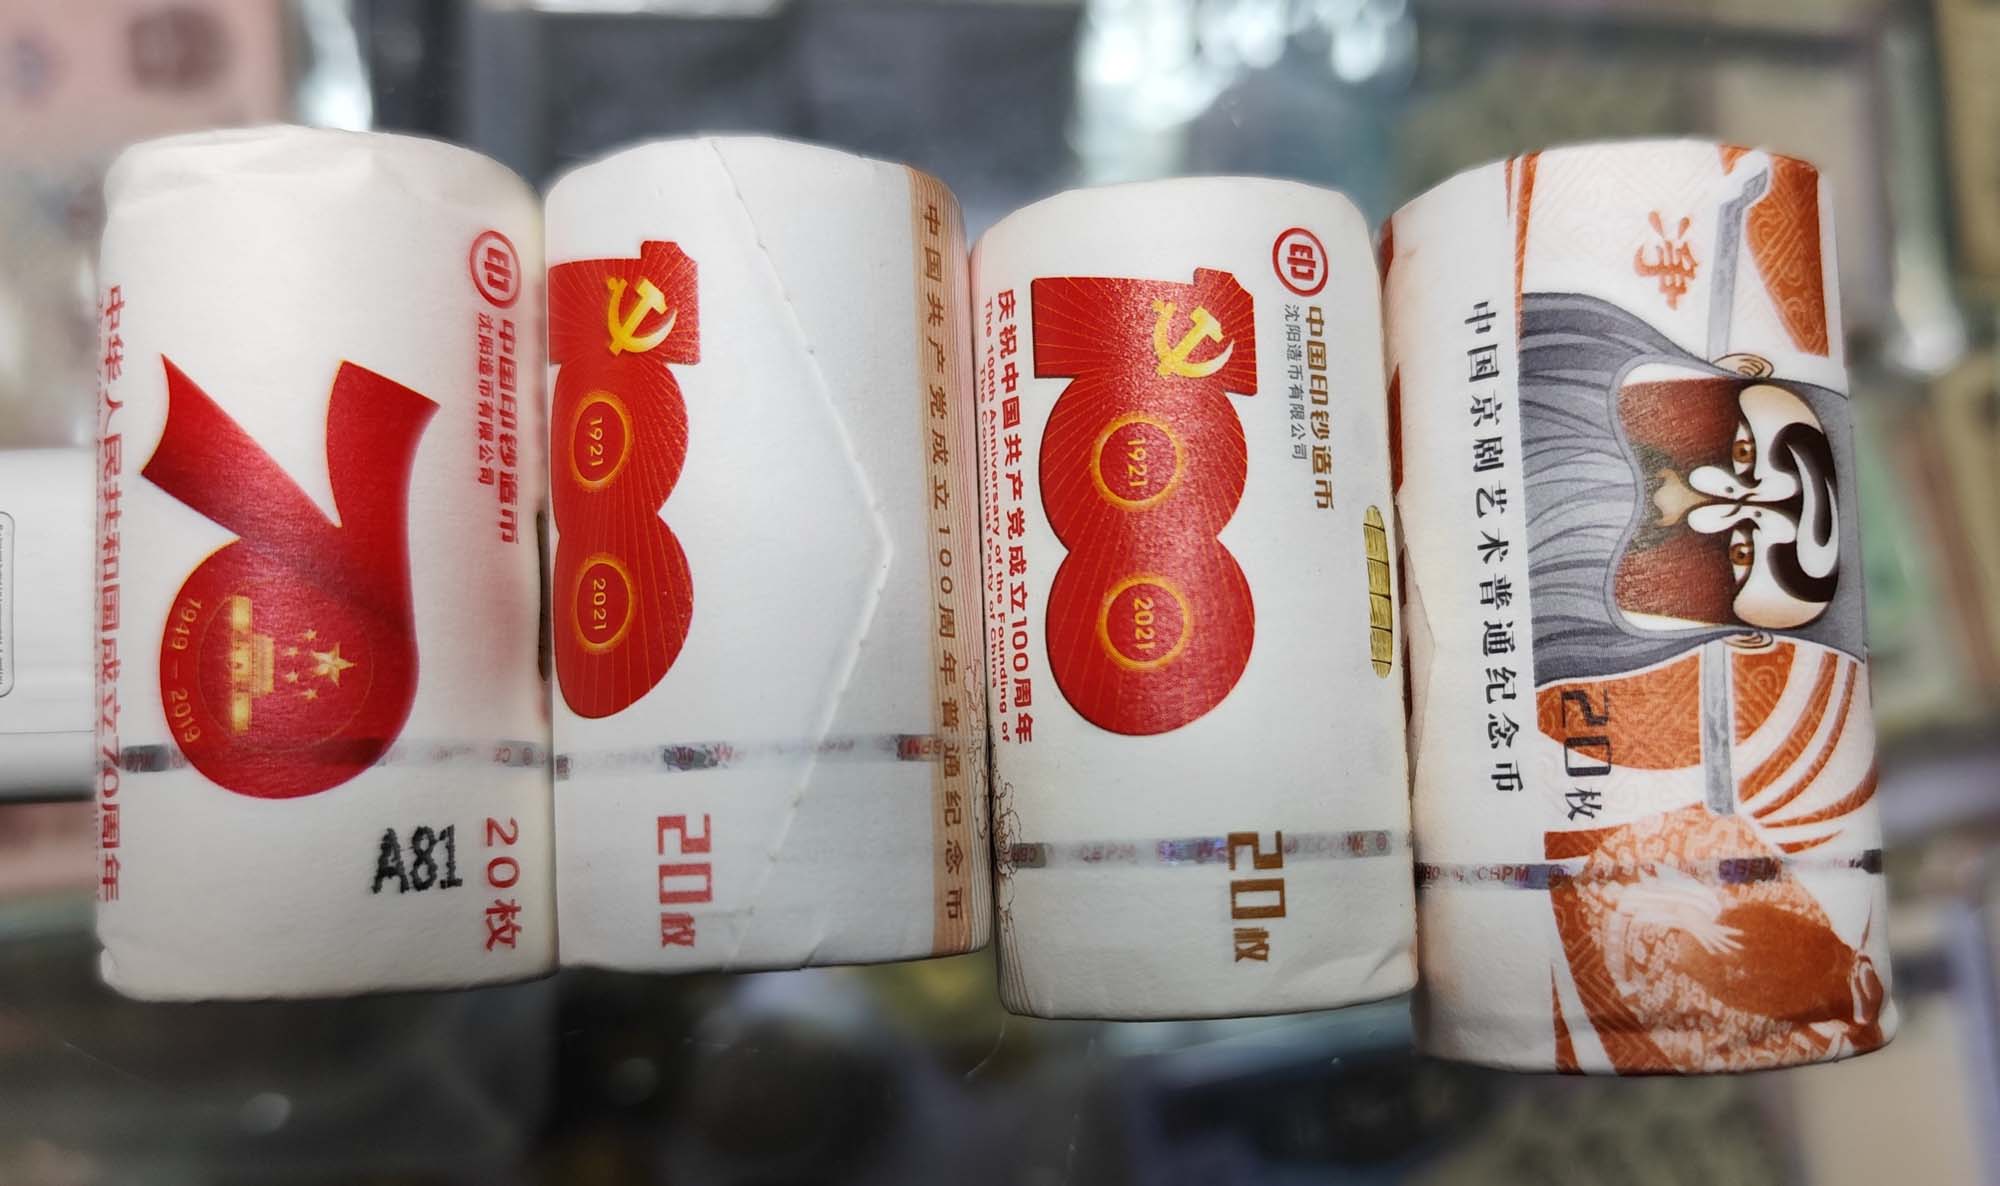 中华人民共和国成立70周年
1949-2019
中国印钞造币
沈阳造币有限公司
A81
20枚
1921
2021
20枚
中国共产党成立100周年普通纪念币
庆祝中国共产党成立100周年
The 100th Anniversary of the Founding of
The Communist Party of China
1921
2021
中国印钞造币
沈阳造币有限公司
20枚
中国京剧艺术普通纪念币
净
20枚
CBPM